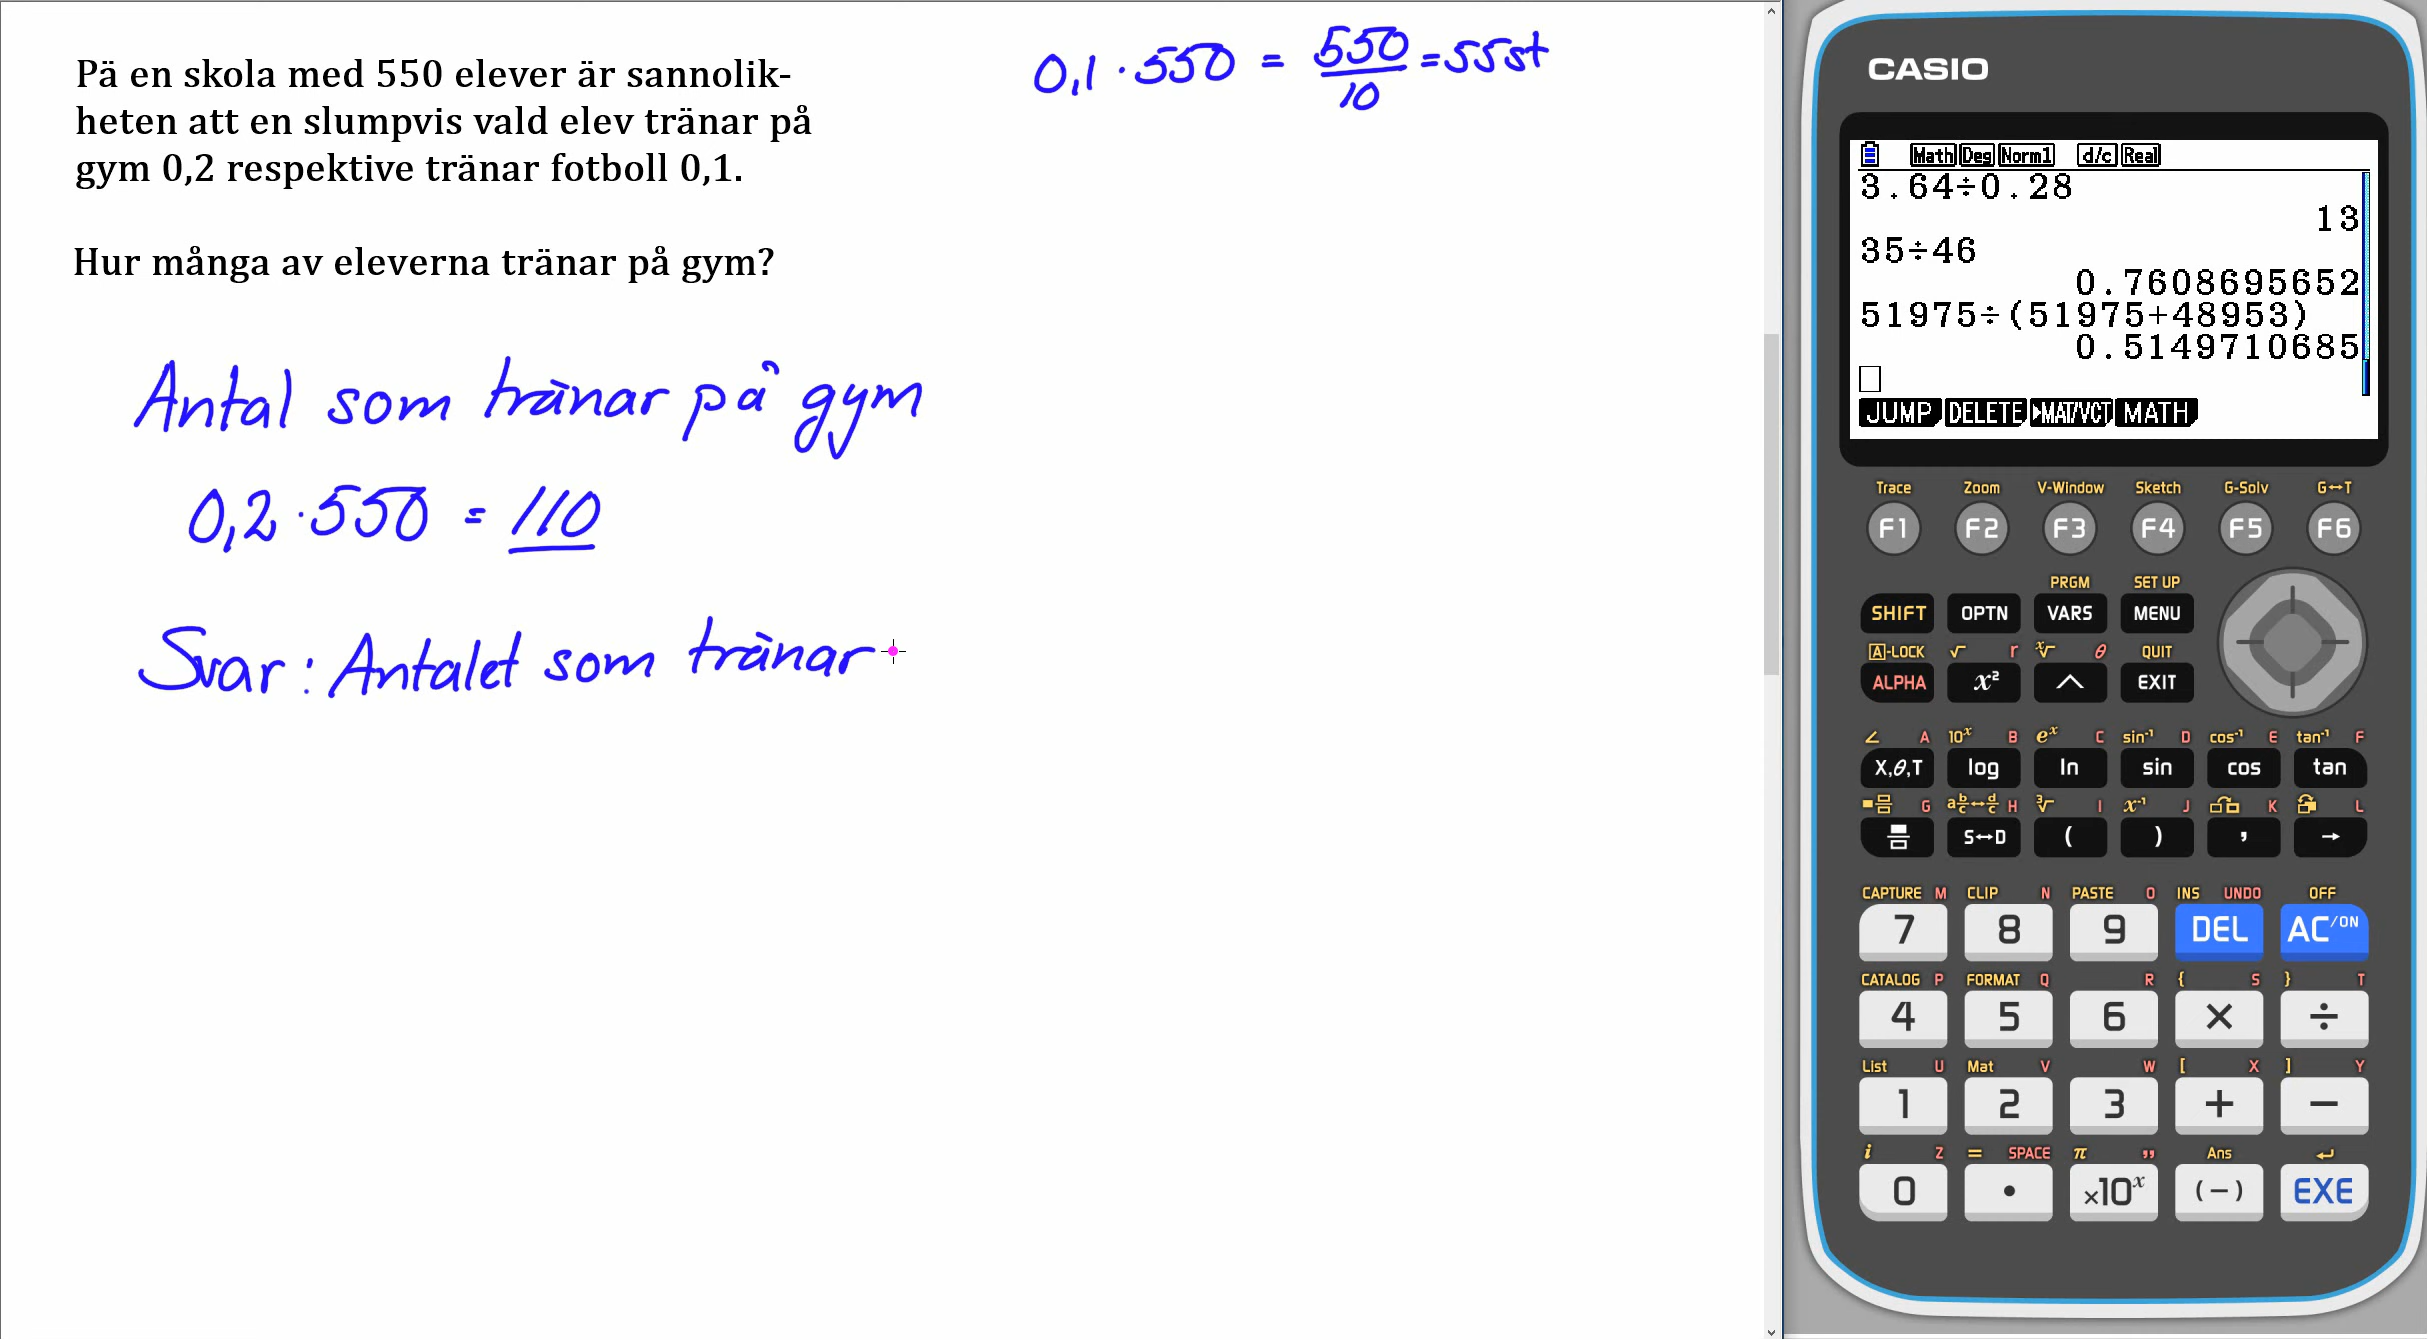 Pä en skola med 550 elever är sannolik-
heten att en slumpvis vald elev tränar på
gym 0,2 respektive tränar fotboll 0,1.
Hur många av eleverna tränar på gym?
0,1 · 550 = 550/10 = 55st
Antal som tränar på gym
0,2 · 550 = 110
Svar: Antalet som tränar
CASIO
Math Deg Norm1 d/c Real
3.64÷0.28
13
35÷46
0.7608695652
51975÷(51975+48953)
0.5149710685
JUMP DELETE ▶MAT/VCT MATH
Trace Zoom V-Window Sketch G-Solv G↔T
F1 F2 F3 F4 F5 F6
PRGM SET UP
SHIFT OPTN VARS MENU
A-LOCK √ r ˣ√ θ QUIT
ALPHA x² ^ EXIT
∠ A 10ˣ B eˣ C sin⁻¹ D cos⁻¹ E tan⁻¹ F
X,θ,T log ln sin cos tan
G a b/c↔d/c H ³√ I x⁻¹ J K L
S↔D ( ) , →
CAPTURE M CLIP N PASTE O INS UNDO OFF
7 8 9 DEL AC/ON
CATALOG P FORMAT Q R { S } T
4 5 6 × ÷
List U Mat V W [ X ] Y
1 2 3 + −
i Z = SPACE π " Ans ↵
0 • ×10ˣ (−) EXE